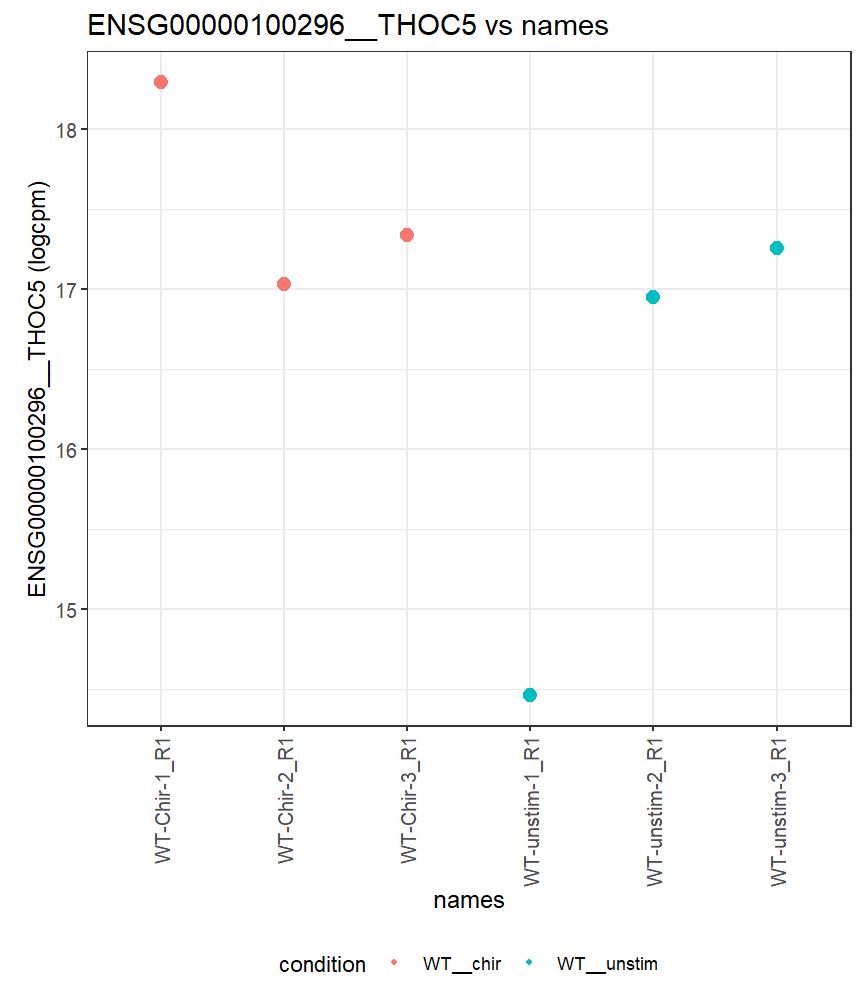 ENSG00000100296__THOC5 vs names
ENSG00000100296__THOC5 (logcpm)
18
17
16
15
WT-Chir-1_R1
WT-Chir-2_R1
WT-Chir-3_R1
WT-unstim-1_R1
WT-unstim-2_R1
WT-unstim-3_R1
names
condition WT__chir WT__unstim